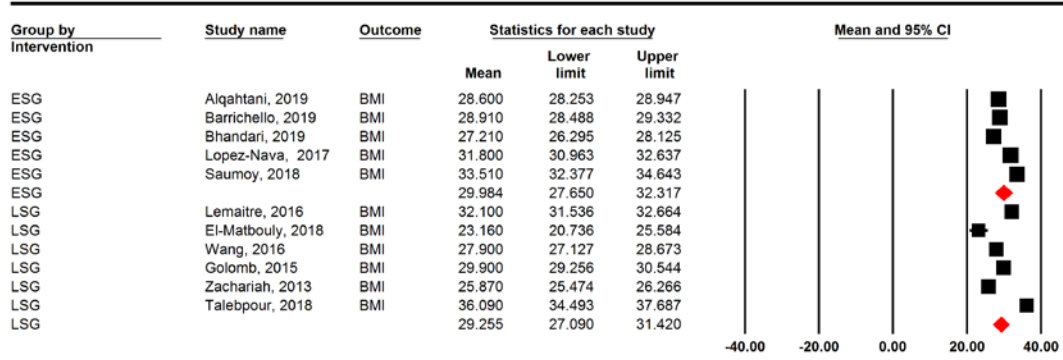 Group by Study name Outcome Statistics for each study Mean and 95% CI
Intervention
Lower Upper
Mean limit limit
ESG Alqahtani, 2019 BMI 28.600 28.253 28.947
ESG Barrichello, 2019 BMI 28.910 28.488 29.332
ESG Bhandari, 2019 BMI 27.210 26.295 28.125
ESG Lopez-Nava, 2017 BMI 31.800 30.963 32.637
ESG Saumoy, 2018 BMI 33.510 32.377 34.643
ESG 29.984 27.650 32.317
LSG Lemaitre, 2016 BMI 32.100 31.536 32.664
LSG El-Matbouly, 2018 BMI 23.160 20.736 25.584
LSG Wang, 2016 BMI 27.900 27.127 28.673
LSG Golomb, 2015 BMI 29.900 29.256 30.544
LSG Zachariah, 2013 BMI 25.870 25.474 26.266
LSG Talebpour, 2018 BMI 36.090 34.493 37.687
LSG 29.255 27.090 31.420
-40.00 -20.00 0.00 20.00 40.00